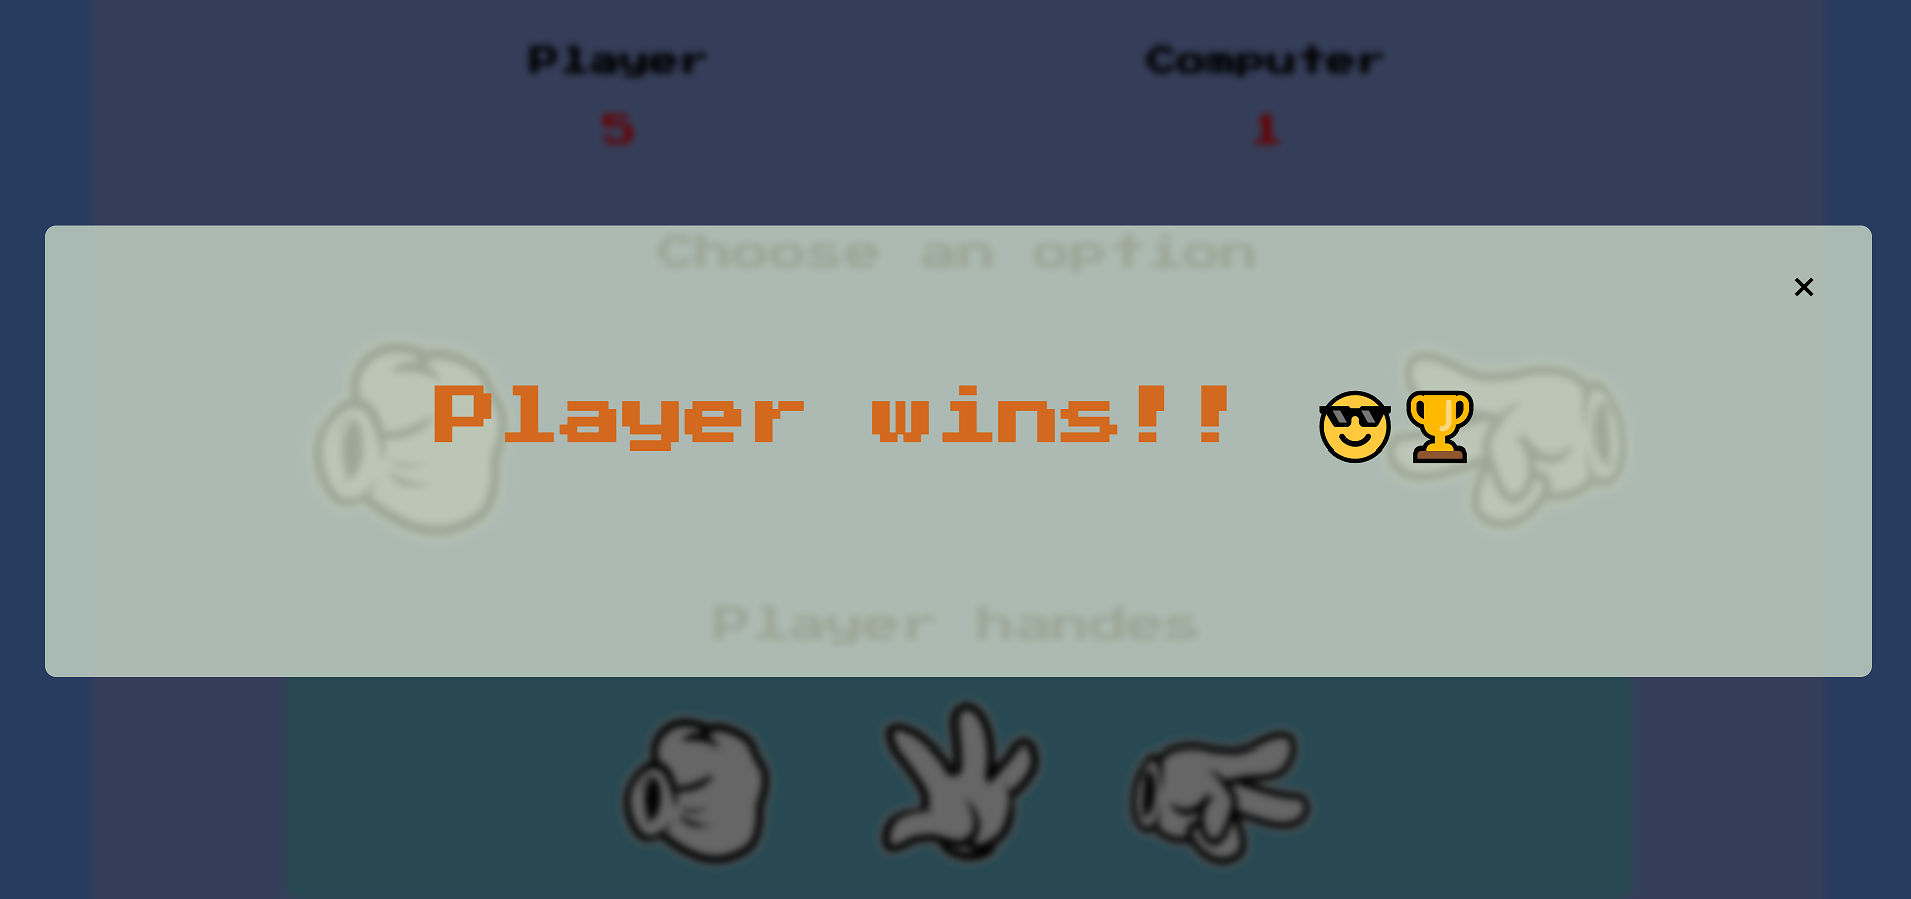 Player Computer
5 1
Choose an option
×
Player wins!! 😎🏆
Player handes